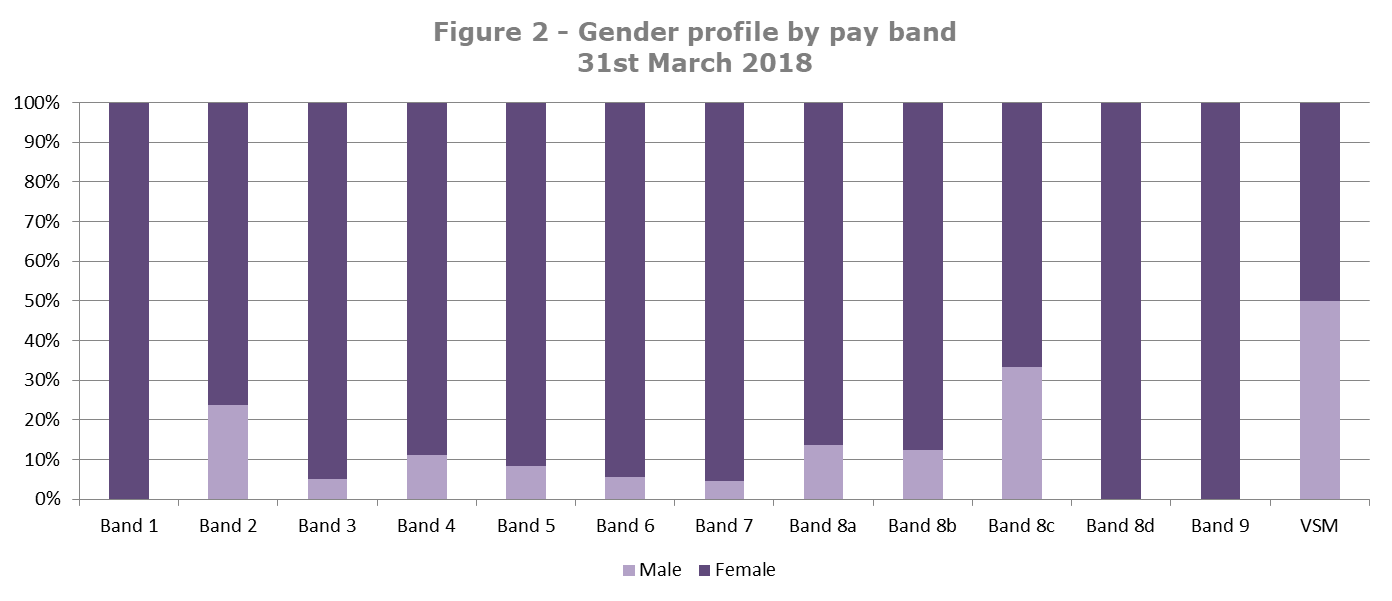 Figure 2 - Gender profile by pay band
31st March 2018
100%
90%
80%
70%
60%
50%
40%
30%
20%
10%
0%
Band 1 Band 2 Band 3 Band 4 Band 5 Band 6 Band 7 Band 8a Band 8b Band 8c Band 8d Band 9 VSM
Male Female